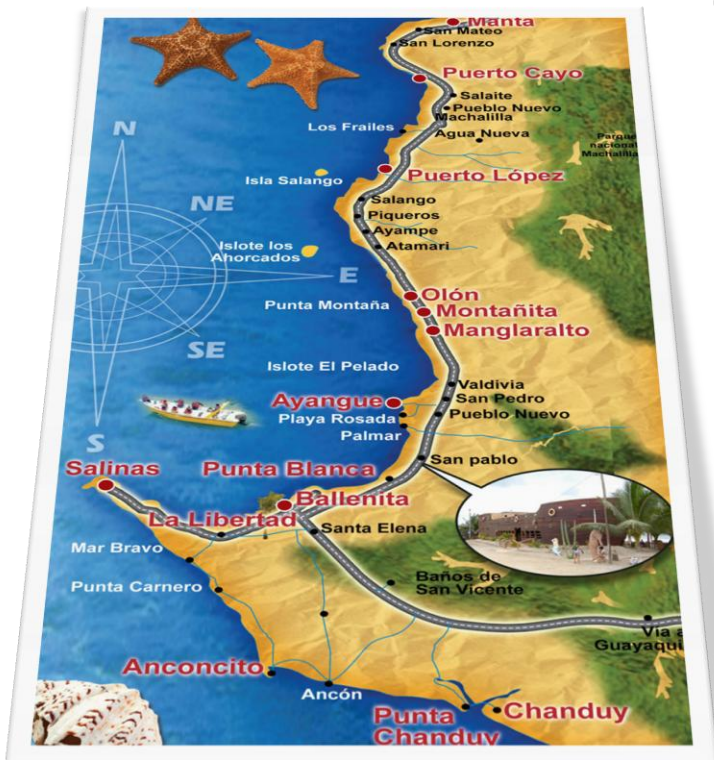 Manta
San Mateo
San Lorenzo
Puerto Cayo
Salaite
Pueblo Nuevo
Machalilla
Los Frailes
Agua Nueva
Parque
nacional
Machalilla
N
Puerto López
Isla Salango
Salango
NE
Piqueros
Ayampe
Islote los
Ahorcados
Atamari
E
Olón
Punta Montaña
Montañita
Manglaralto
SE
Islote El Pelado
Valdivia
Ayangue
San Pedro
Playa Rosada
Pueblo Nuevo
Palmar
S
San pablo
Salinas
Punta Blanca
Ballenita
La Libertad
Santa Elena
Mar Bravo
Baños de
San Vicente
Punta Carnero
Vía a
Guayaqui
Anconcito
Ancón
Chanduy
Punta
Chanduy